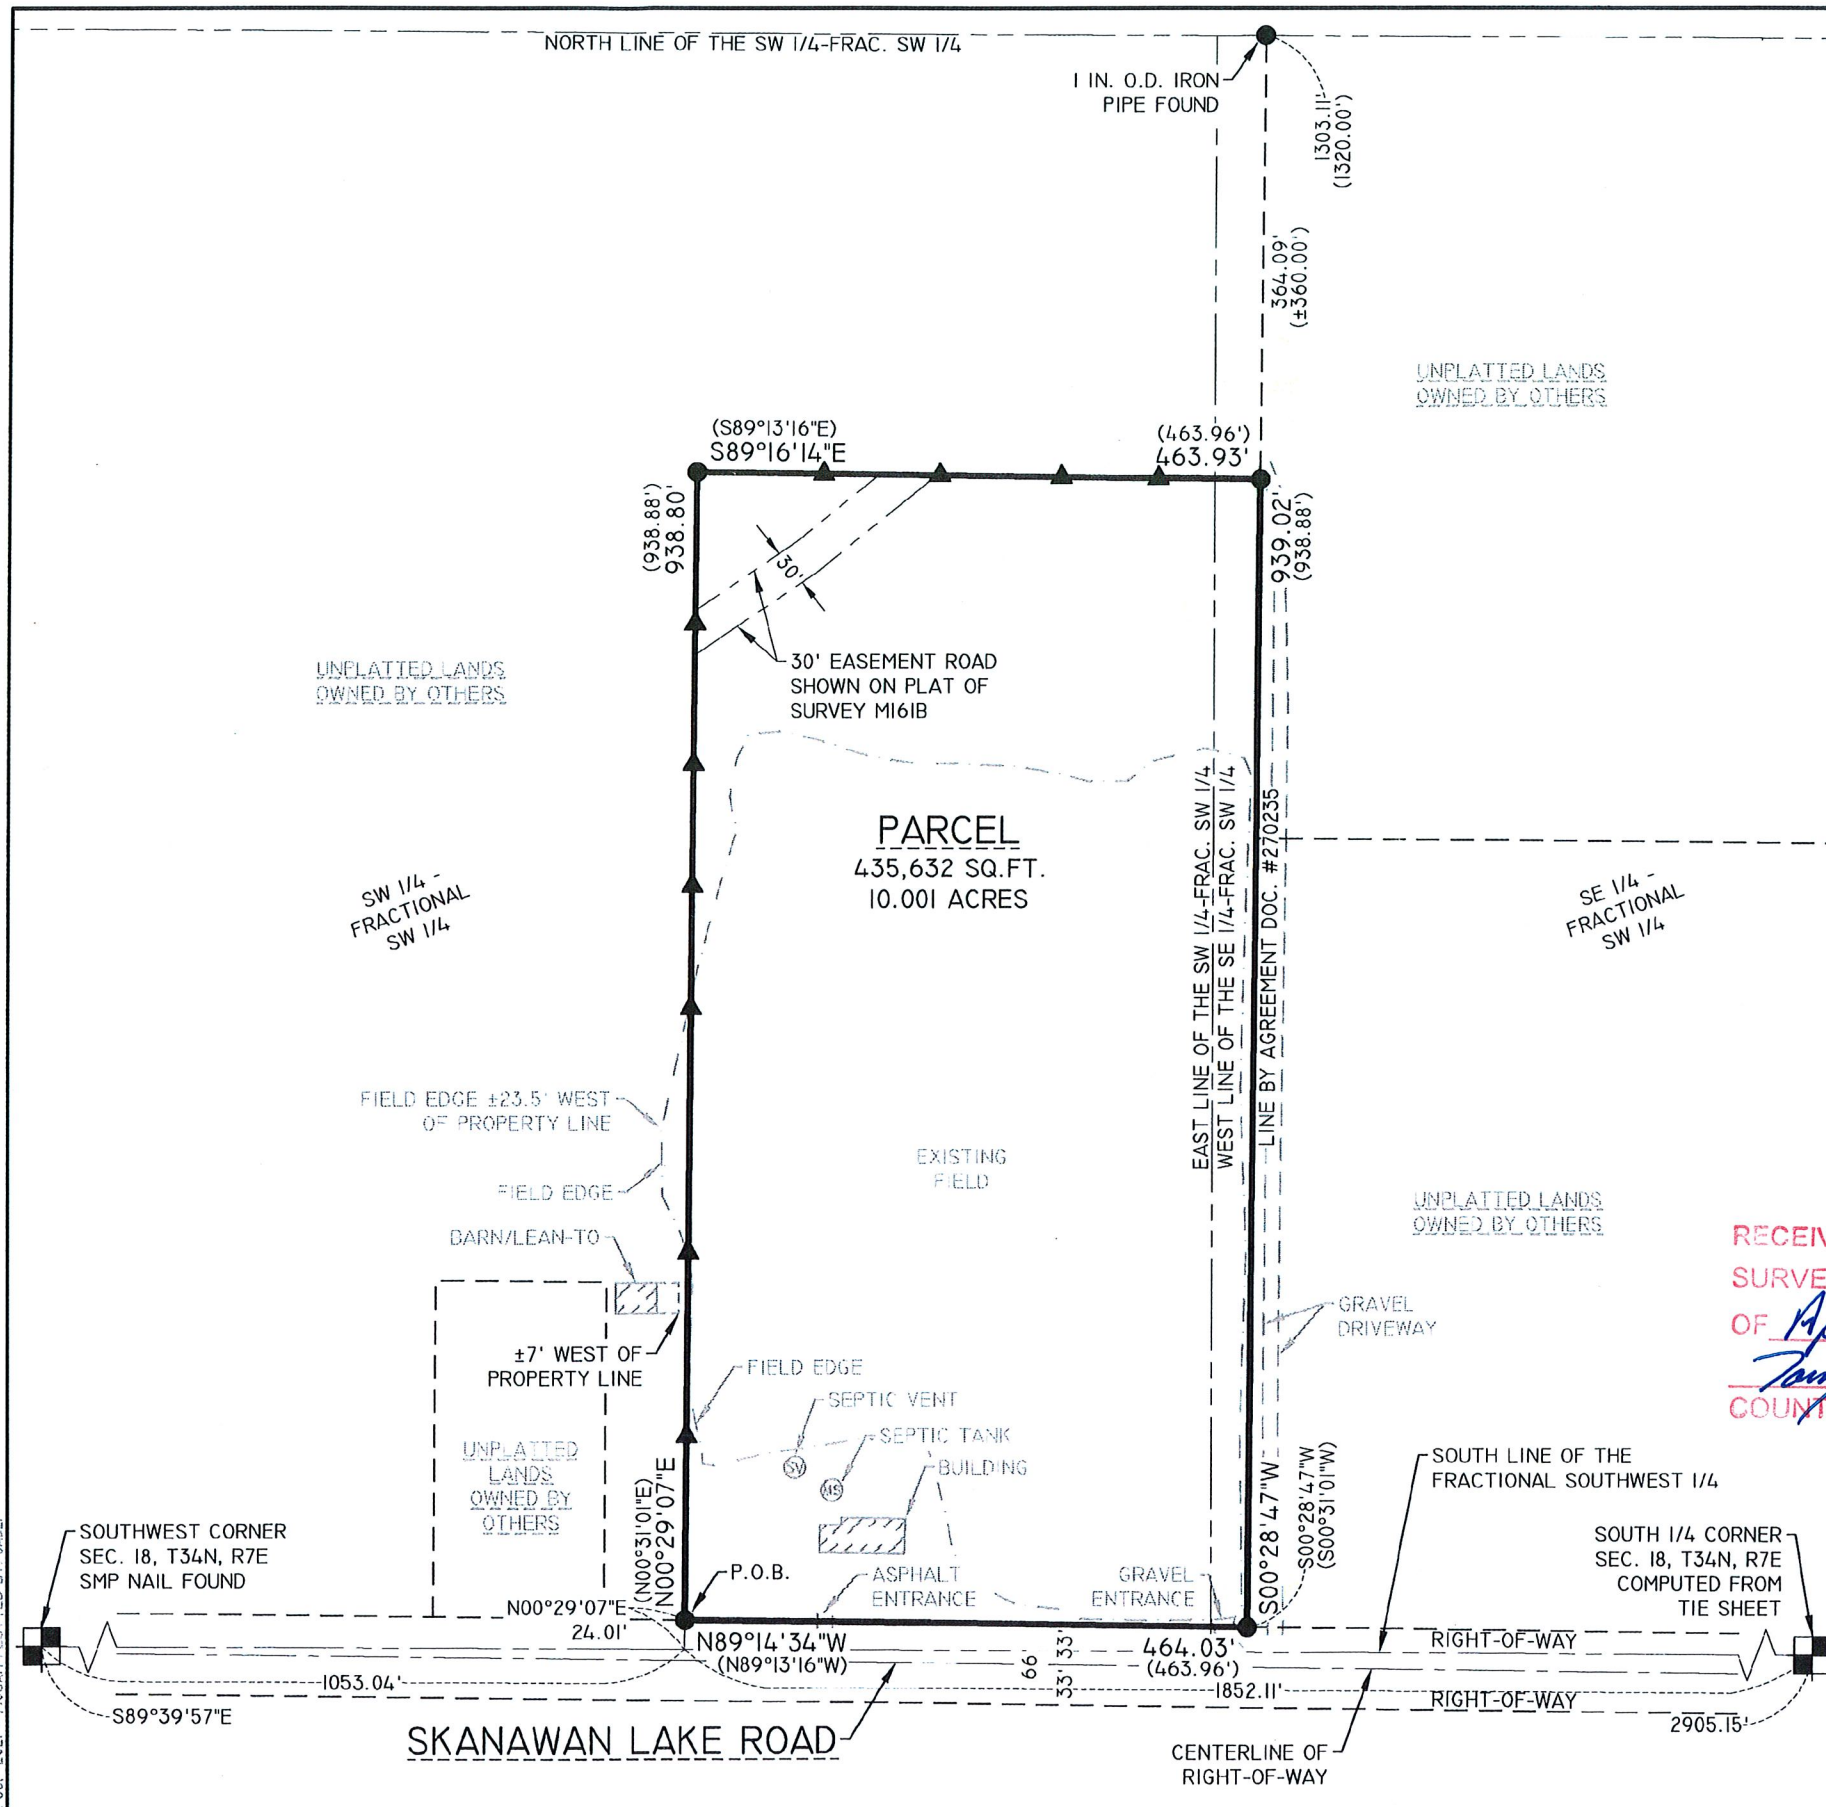 NORTH LINE OF THE SW 1/4-FRAC. SW 1/4
1 IN. O.D. IRON
PIPE FOUND
1303.11'
(1320.00')
364.09'
(±360.00')
UNPLATTED LANDS
OWNED BY OTHERS
(S89°13'16"E)
S89°16'14"E
(463.96')
463.93'
(938.88')
938.80'
939.02'
(938.88')
30'
30' EASEMENT ROAD
SHOWN ON PLAT OF
SURVEY M161B
UNPLATTED LANDS
OWNED BY OTHERS
PARCEL
435,632 SQ.FT.
10.001 ACRES
SW 1/4 -
FRACTIONAL
SW 1/4
EAST LINE OF THE SW 1/4-FRAC. SW 1/4
WEST LINE OF THE SE 1/4-FRAC. SW 1/4
LINE BY AGREEMENT DOC. #270235
SE 1/4 -
FRACTIONAL
SW 1/4
FIELD EDGE ±23.5' WEST
OF PROPERTY LINE
EXISTING
FIELD
FIELD EDGE
BARN/LEAN-TO
UNPLATTED LANDS
OWNED BY OTHERS
RECEIV
SURVE
OF
COUNT
GRAVEL
DRIVEWAY
±7' WEST OF
PROPERTY LINE
FIELD EDGE
SEPTIC VENT
SEPTIC TANK
BUILDING
SV
MS
UNPLATTED
LANDS
OWNED BY
OTHERS
(N00°31'01"E)
N00°29'07"E
S00°28'47"W
S00°28'47"W
(S00°31'01"W)
SOUTH LINE OF THE
FRACTIONAL SOUTHWEST 1/4
SOUTHWEST CORNER
SEC. 18, T34N, R7E
SMP NAIL FOUND
SOUTH 1/4 CORNER
SEC. 18, T34N, R7E
COMPUTED FROM
TIE SHEET
P.O.B.
ASPHALT
ENTRANCE
GRAVEL
ENTRANCE
N00°29'07"E
24.01'
N89°14'34"W
(N89°13'16"W)
66
33'
33'
464.03'
(463.96')
RIGHT-OF-WAY
1053.04'
1852.11'
RIGHT-OF-WAY
S89°39'57"E
2905.15'
SKANAWAN LAKE ROAD
CENTERLINE OF
RIGHT-OF-WAY